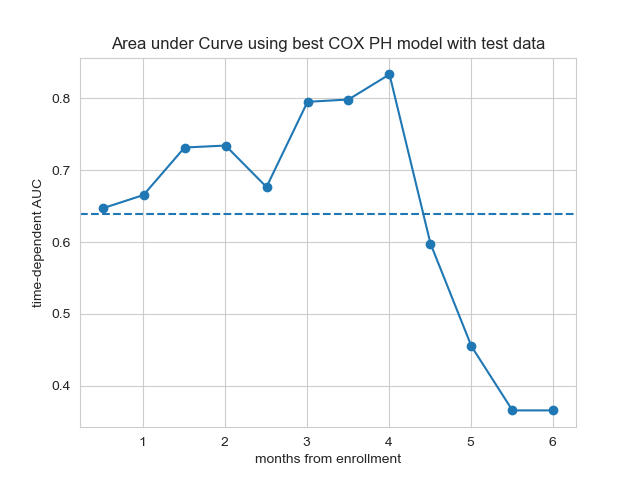 Area under Curve using best COX PH model with test data
time-dependent AUC
0.8
0.7
0.6
0.5
0.4
1 2 3 4 5 6
months from enrollment